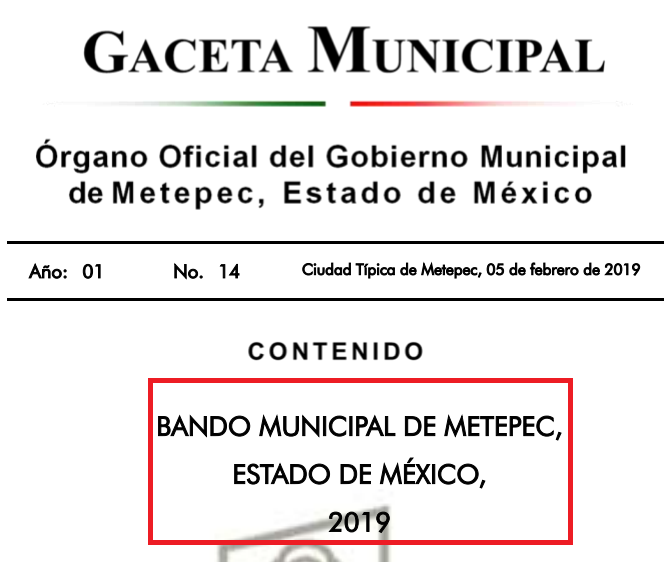 GACETA MUNICIPAL
Órgano Oficial del Gobierno Municipal
de Metepec, Estado de México
Año: 01 No. 14 Ciudad Típica de Metepec, 05 de febrero de 2019
CONTENIDO
BANDO MUNICIPAL DE METEPEC,
ESTADO DE MÉXICO,
2019